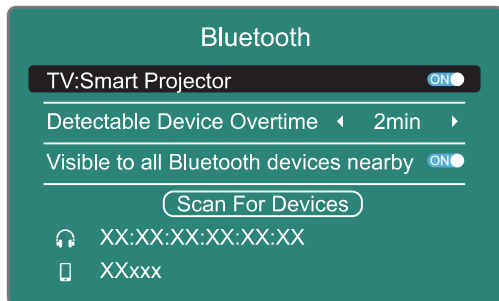 Bluetooth
TV:Smart Projector ON
Detectable Device Overtime 2min
Visible to all Bluetooth devices nearby ON
Scan For Devices
XX:XX:XX:XX:XX:XX
XXxxx